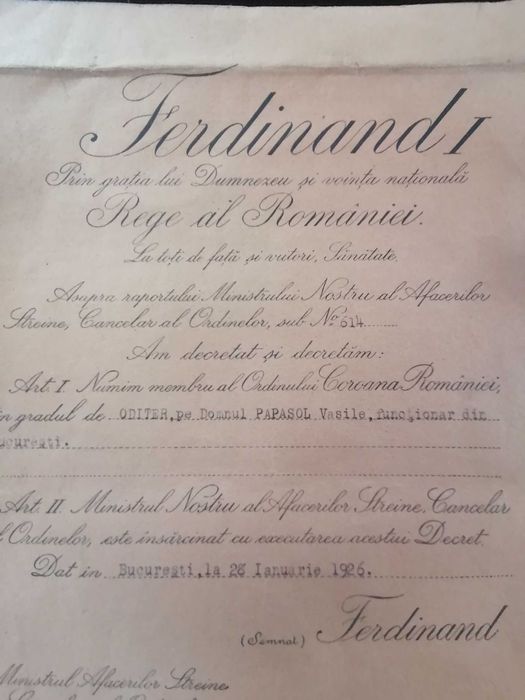 Ferdinand I
Prin grația lui Dumnezeu și voința națională
Rege al României.
La toți de față și viitori, Sănătate,
Asupra raportului Ministrului Nostru al Afacerilor
Streine, Cancelar al Ordinelor, sub No 614
Am decretat și decretăm:
Art. I. Numim membru al Ordinului Coroana României,
în gradul de ODITER, pe Domnul PAPASOL Vasile, funcționar din
ucurești.
Art. II. Ministrul Nostru al Afacerilor Streine, Cancelar
l Ordinelor, este însărcinat cu executarea acestui Decret.
Dat în București, la 28 Ianuarie 1926.
(Semnat) Ferdinand
Ministrul Afacerilor Streine